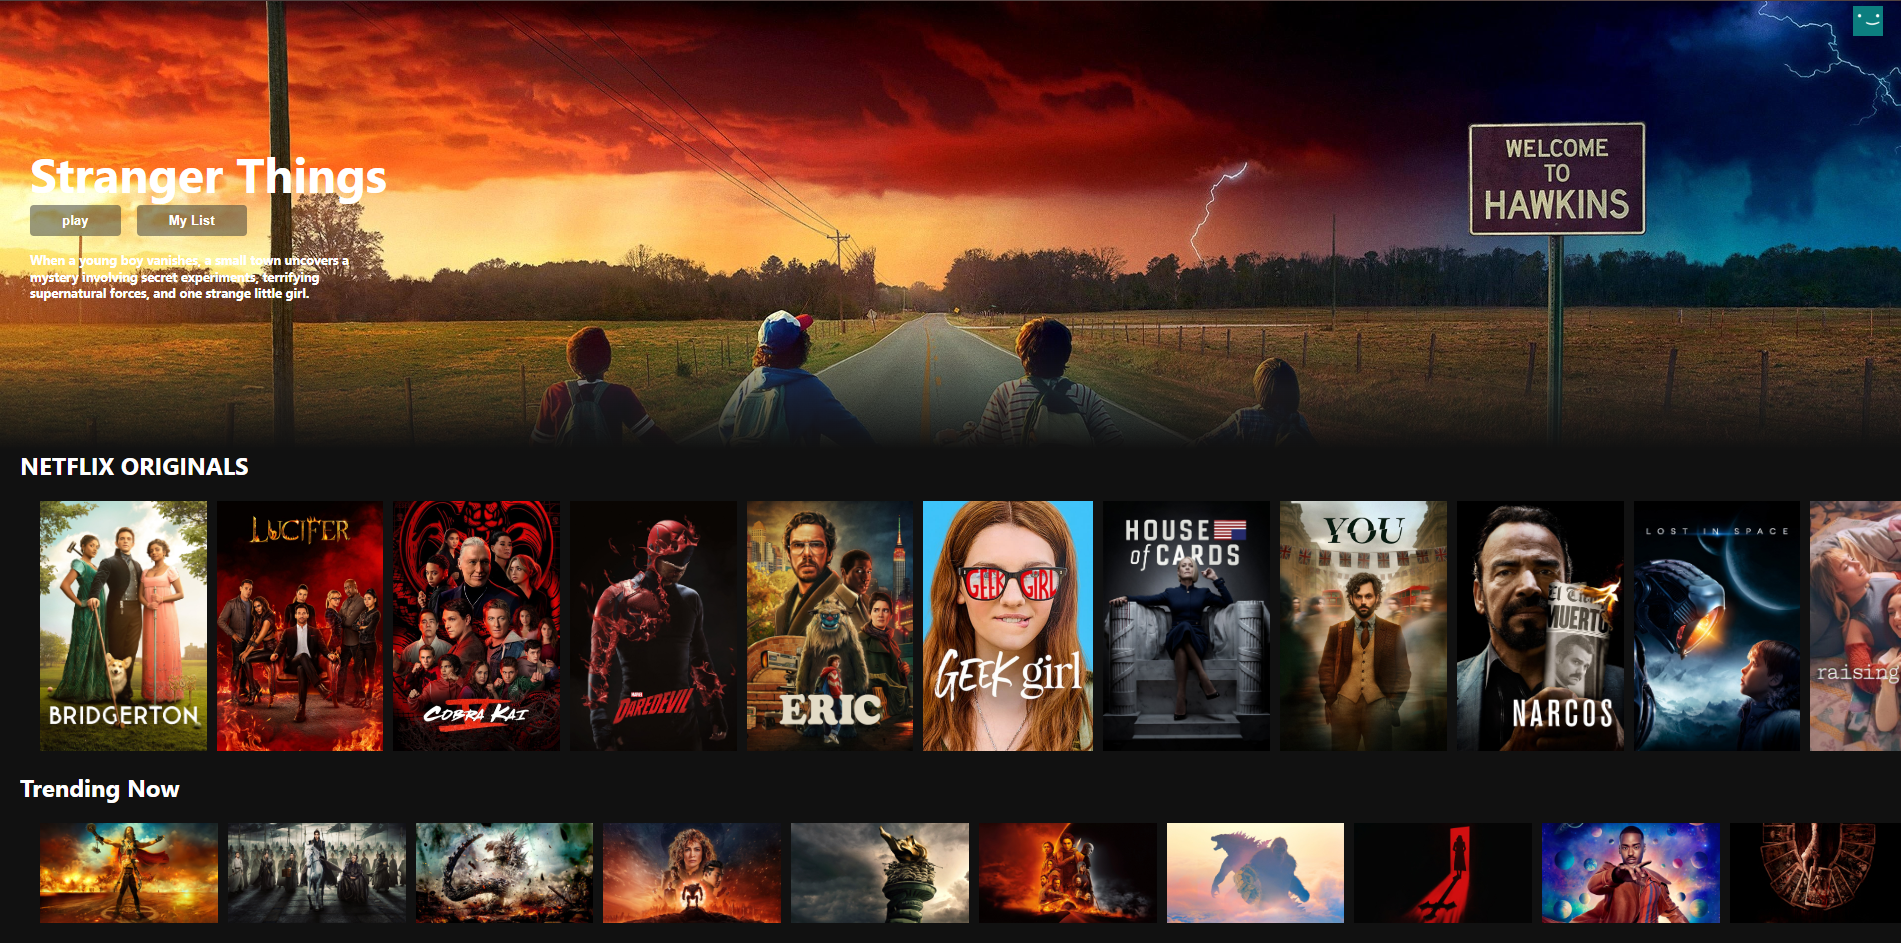 WELCOME
TO
HAWKINS
Stranger Things
play
My List
When a young boy vanishes, a small town uncovers a
mystery involving secret experiments, terrifying
supernatural forces, and one strange little girl.
NETFLIX ORIGINALS
BRIDGERTON
LUCIFER
COBRA KAI
MARVEL
DAREDEVIL
ERIC
GEEK GIRL
GEEK girl
HOUSE
of CARDS
YOU
El
MUERTO
NARCOS
LOST IN SPACE
raising
Trending Now